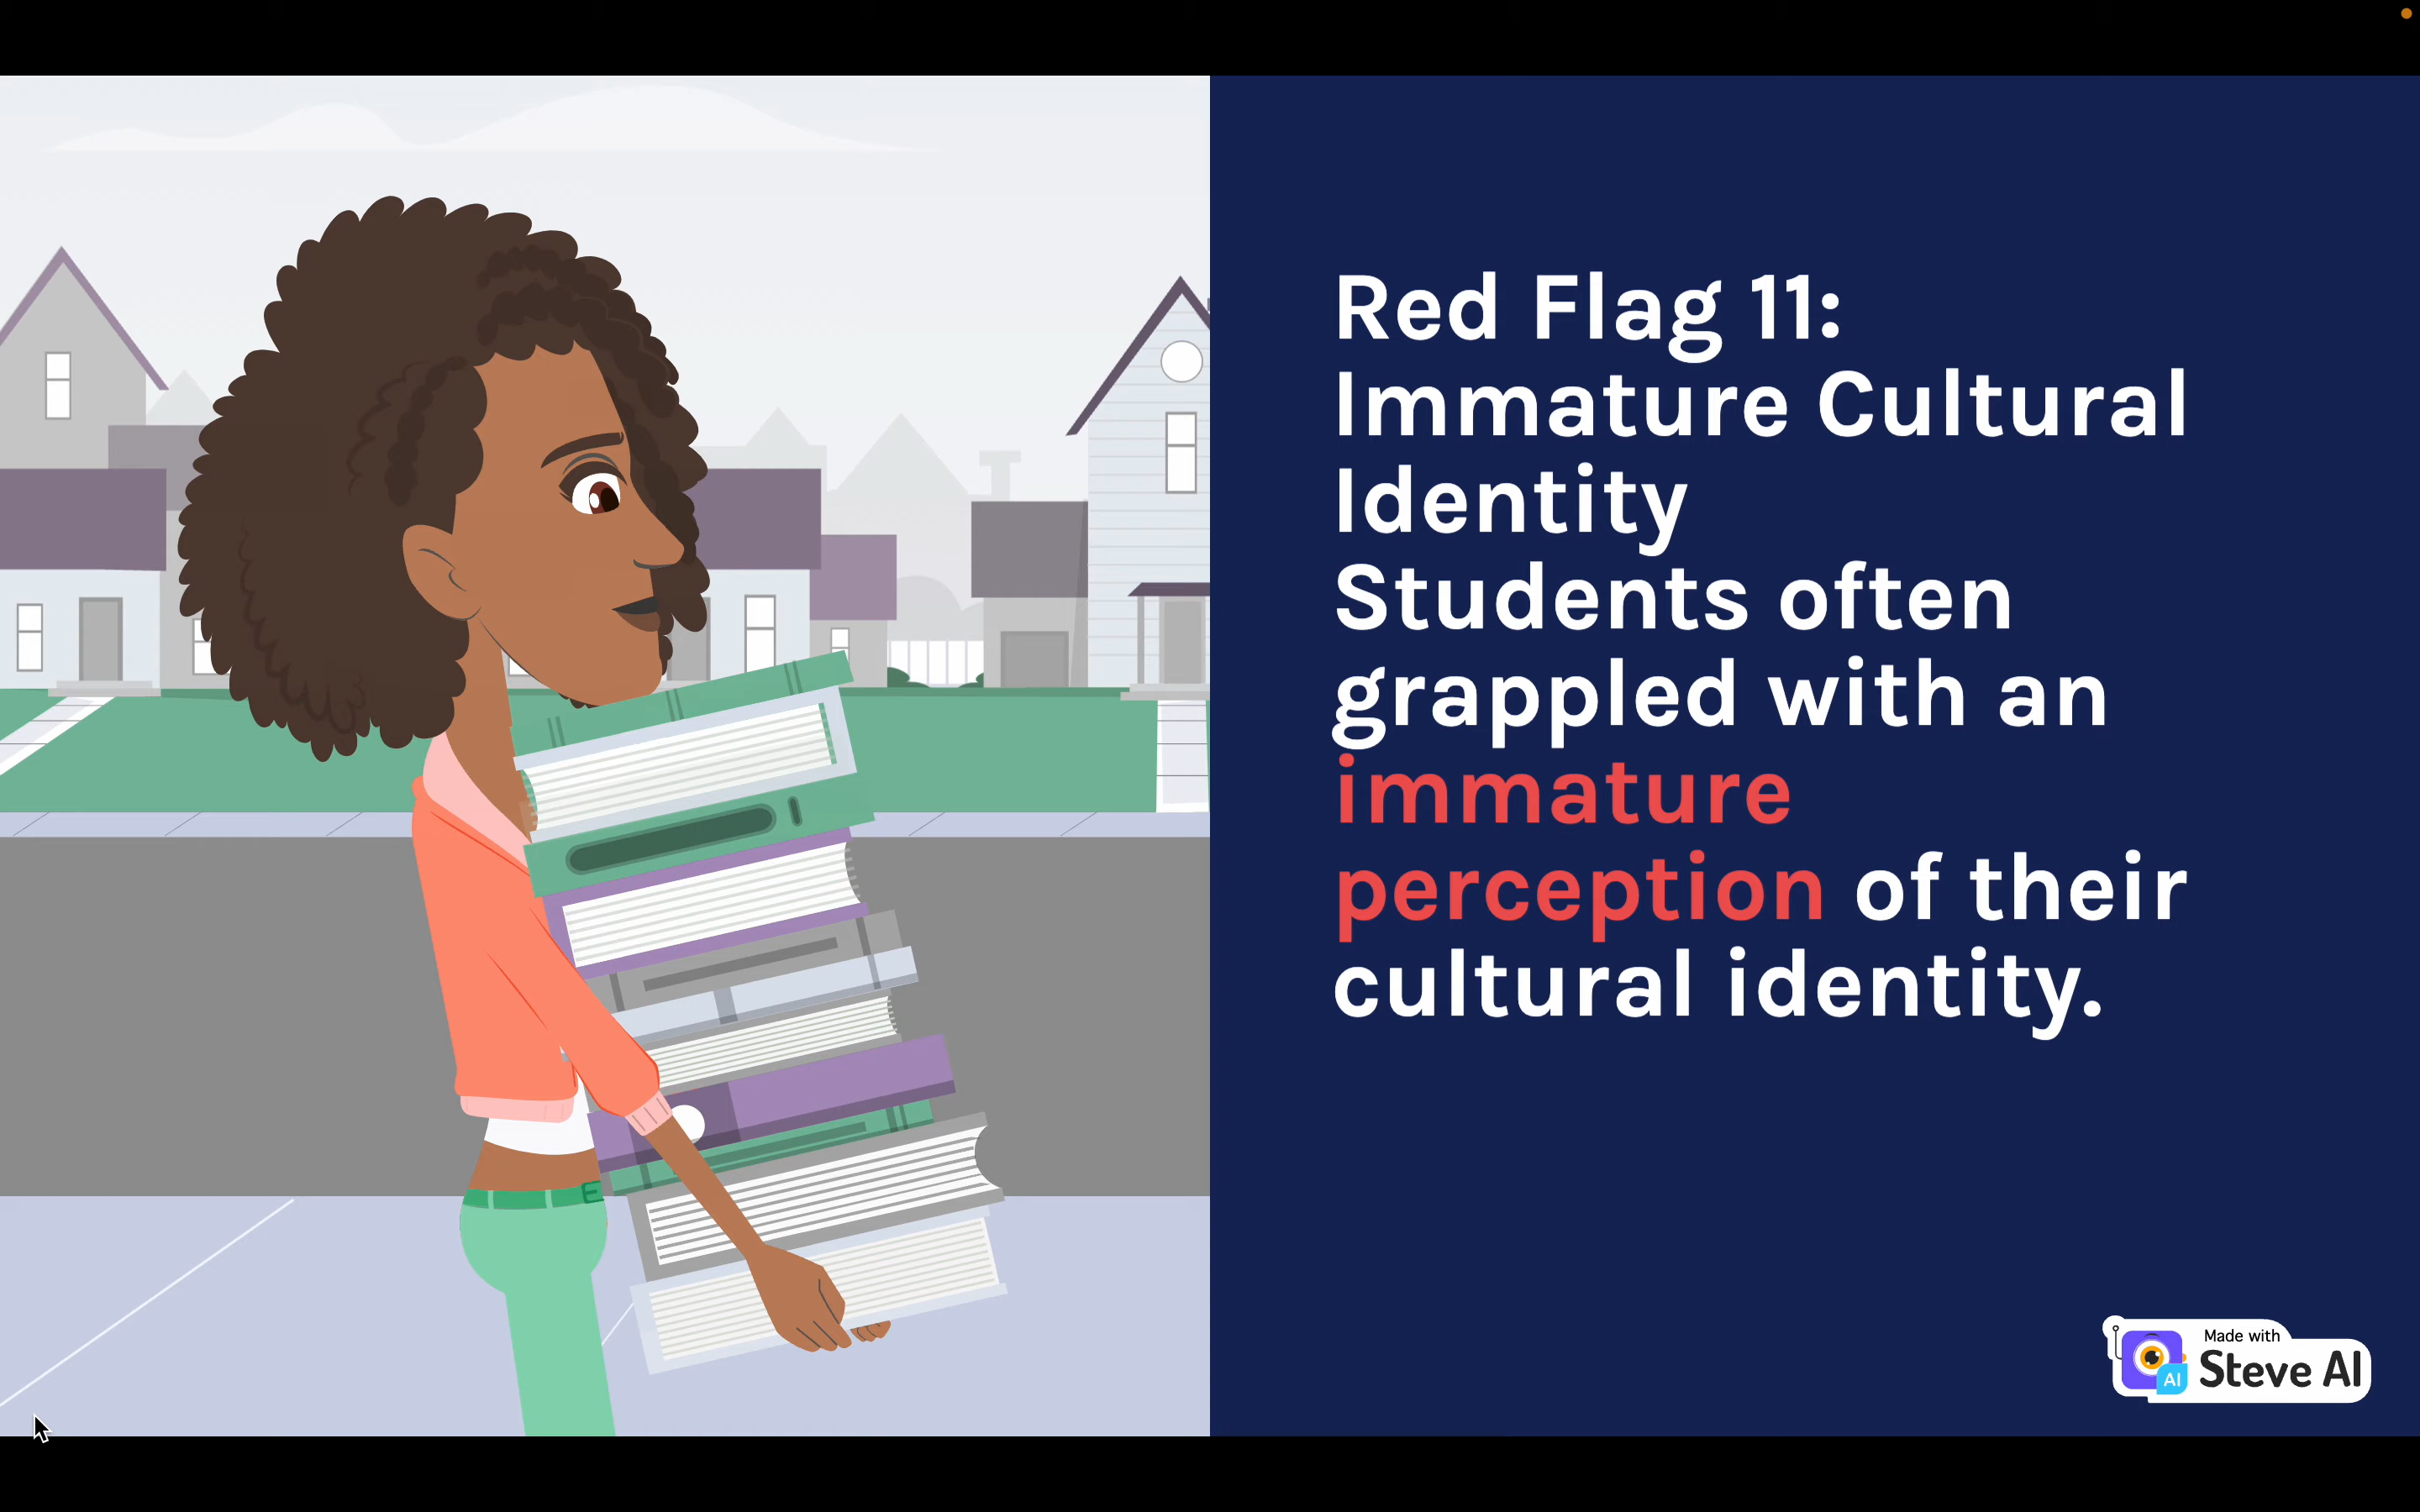 Red Flag 11:
Immature Cultural
Identity
Students often
grappled with an
immature
perception of their
cultural identity.
Made with
Steve AI
AI